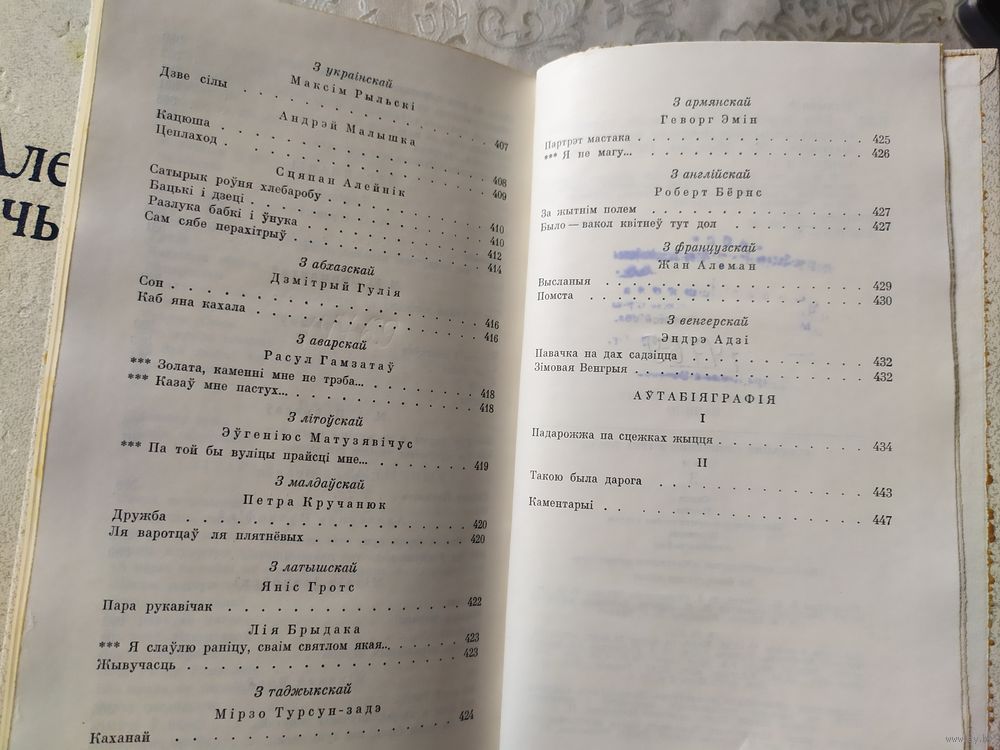 Але
чь
З украінскай
Максім Рыльскі
Дзве сілы . . . . . . . . . . 407
Андрэй Малышка
Кацюша . . . . . . . . . . 408
Цеплаход . . . . . . . . . . 409
Сцяпан Алейнік
Сатырык роўня хлебаробу . . . . . . . 410
Бацькі і дзеці . . . . . . . . . . 410
Разлука бабкі і ўнука . . . . . . . . 412
Сам сябе перахітрыў . . . . . . . . 414
З абхазскай
Дзмітрый Гулія
Сон . . . . . . . . . . . 416
Каб яна кахала . . . . . . . . . 416
З аварскай
Расул Гамзатаў
*** Золата, каменні мне не трэба... . . . . . 418
*** Казаў мне пастух... . . . . . . . . 418
З літоўскай
Эўгеніюс Матузявічус
*** Па той бы вуліцы прайсці мне... . . . . . . 419
З малдаўскай
Петра Кручанюк
Дружба . . . . . . . . . . 420
Ля варотцаў ля плятнёвых . . . . . . . 420
З латышскай
Яніс Гротс
Пара рукавічак . . . . . . . . . . 422
Лія Брыдака
*** Я слаўлю раніцу, сваім святлом якая... . . . . 423
Жывучасць . . . . . . . . . . 423
З таджыкскай
Мірзо Турсун-задэ
Каханай . . . . . . . . . . 424
З армянскай
Геворг Эмін
Партрэт мастака . . . . . . . . . 425
*** Я не магу... . . . . . . . . . 426
З англійскай
Роберт Бёрнс
За жытнім полем . . . . . . . . . 427
Было — вакол квітнеў тут дол . . . . . . 427
З французскай
Жан Алеман
Высланыя . . . . . . . . . . 429
Помста . . . . . . . . . . 430
З венгерскай
Эндрэ Адзі
Павачка на дах садзіцца . . . . . . . 432
Зімовая Венгрыя . . . . . . . . . 432
АЎТАБІЯГРАФІЯ
I
Падарожжа па сцежках жыцця . . . . . . 434
II
Такою была дарога . . . . . . . . 443
Каментарыі . . . . . . . . . . 447